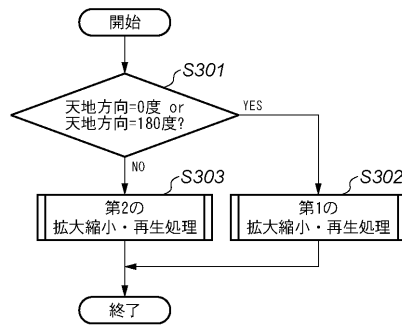 開始
S301
天地方向=0度 or
天地方向=180度?
YES
NO
S303
S302
第2の
拡大縮小・再生処理
第1の
拡大縮小・再生処理
終了